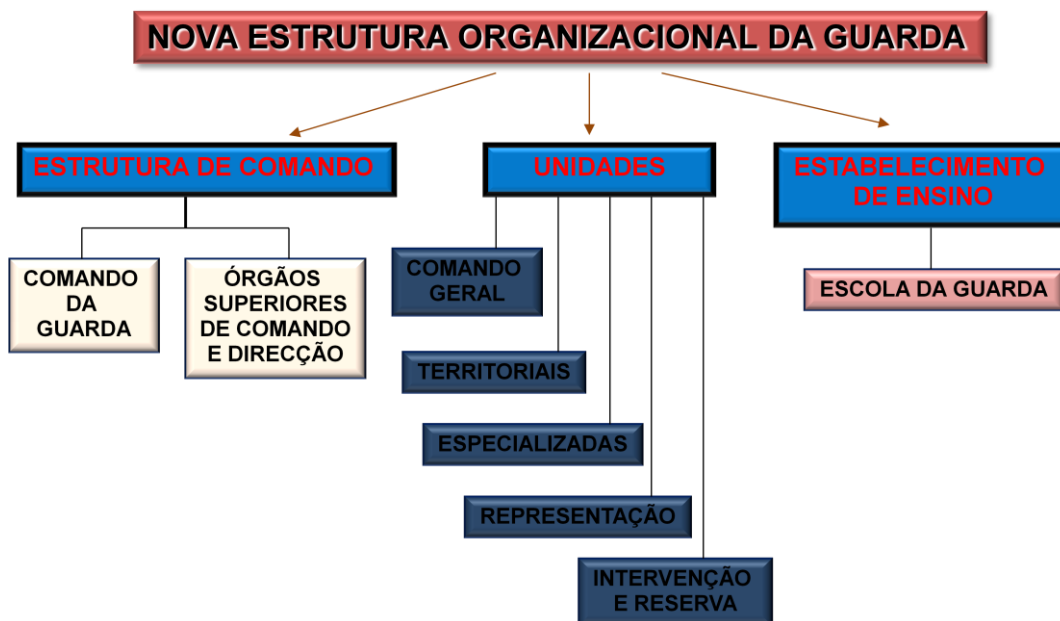 NOVA ESTRUTURA ORGANIZACIONAL DA GUARDA
ESTRUTURA DE COMANDO
COMANDO
DA
GUARDA
ÓRGÃOS
SUPERIORES
DE COMANDO
E DIRECÇÃO
UNIDADES
COMANDO
GERAL
TERRITORIAIS
ESPECIALIZADAS
REPRESENTAÇÃO
INTERVENÇÃO
E RESERVA
ESTABELECIMENTO
DE ENSINO
ESCOLA DA GUARDA